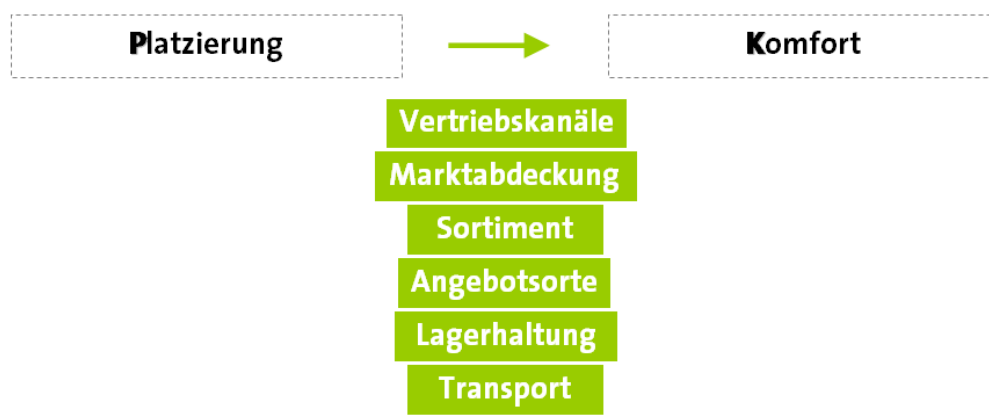 Platzierung
Komfort
Vertriebskanäle
Marktabdeckung
Sortiment
Angebotsorte
Lagerhaltung
Transport